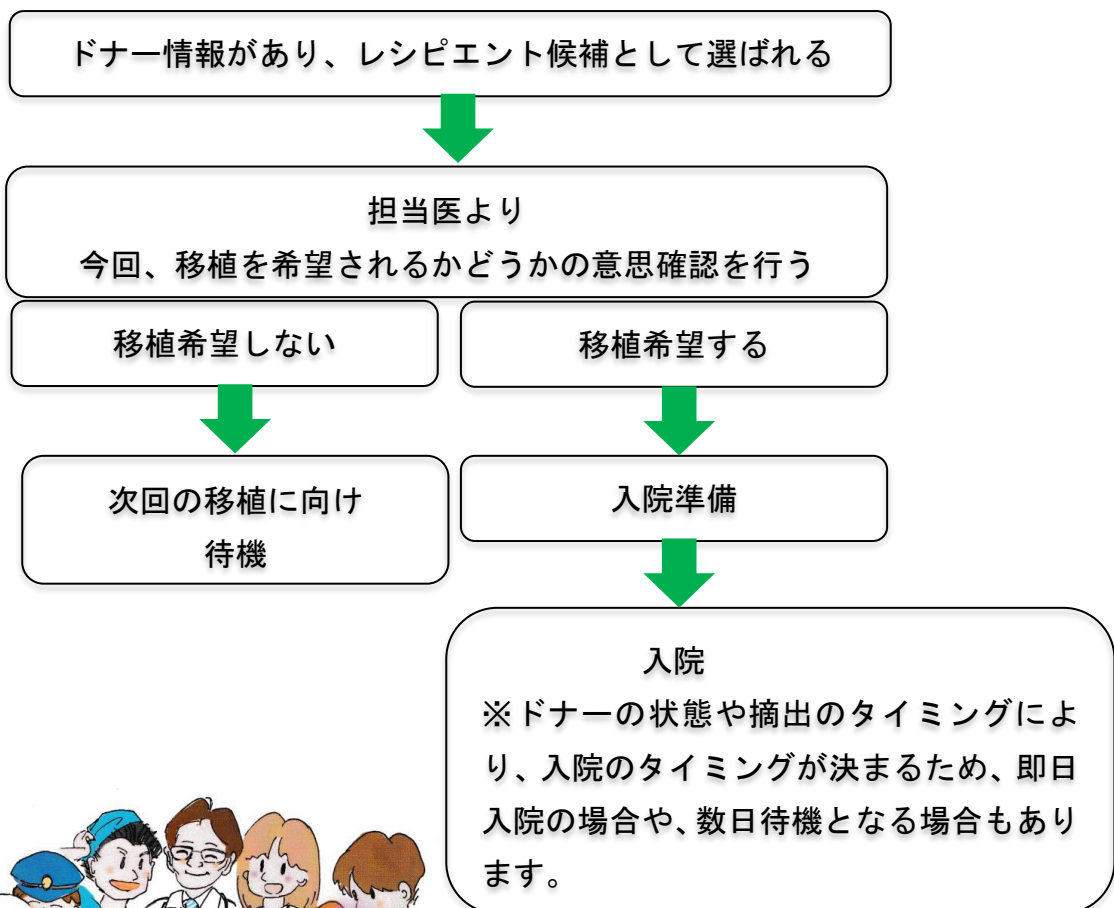 ドナー情報があり、レシピエント候補として選ばれる
担当医より
今回、移植を希望されるかどうかの意思確認を行う
移植希望しない
移植希望する
次回の移植に向け
待機
入院準備
入院
※ドナーの状態や摘出のタイミングによ
り、入院のタイミングが決まるため、即日
入院の場合や、数日待機となる場合もあり
ます。